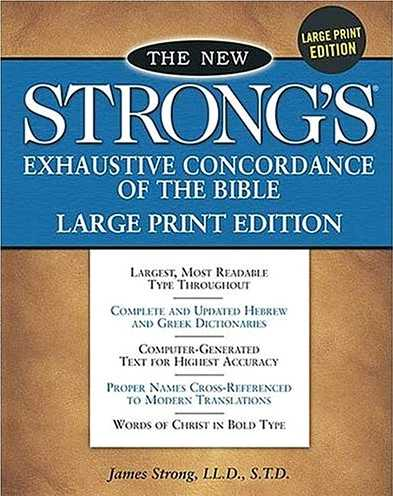 LARGE PRINT
EDITION
THE NEW
STRONG'S®
EXHAUSTIVE CONCORDANCE
OF THE BIBLE
LARGE PRINT EDITION
LARGEST, MOST READABLE
TYPE THROUGHOUT
COMPLETE AND UPDATED HEBREW
AND GREEK DICTIONARIES
COMPUTER-GENERATED
TEXT FOR HIGHEST ACCURACY
PROPER NAMES CROSS-REFERENCED
TO MODERN TRANSLATIONS
WORDS OF CHRIST IN BOLD TYPE
James Strong, LL.D., S.T.D.